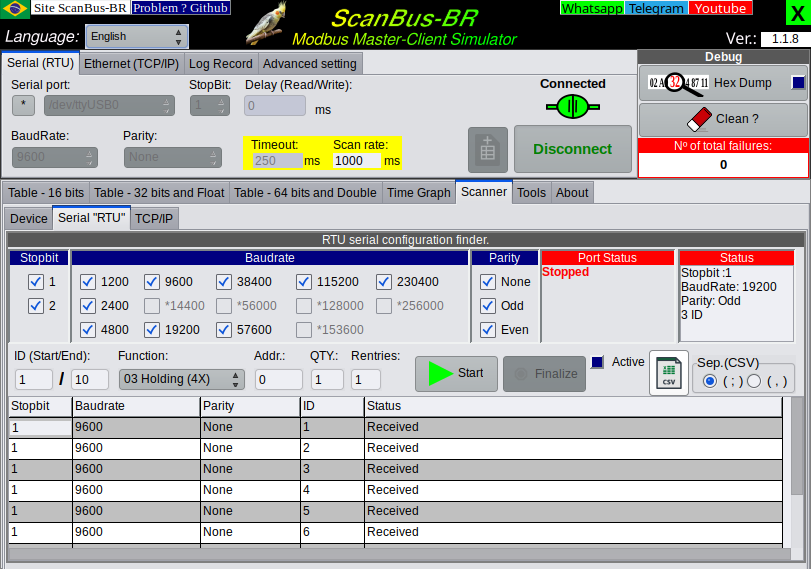 Site ScanBus-BR Problem ? Github
Whatsapp Telegram Youtube
X
ScanBus-BR
Modbus Master-Client Simulator
Language: English
Ver.: 1.1.8
Serial (RTU) Ethernet (TCP/IP) Log Record Advanced setting
Debug
Serial port: StopBit: Delay (Read/Write): Connected
* /dev/ttyUSB0 1 0 ms
Hex Dump
Clean ?
BaudRate: Parity: Timeout: Scan rate:
9600 None 250 ms 1000 ms
Disconnect
Nº of total failures:
0
Table - 16 bits Table - 32 bits and Float Table - 64 bits and Double Time Graph Scanner Tools About
Device Serial "RTU" TCP/IP
RTU serial configuration finder.
Stopbit Baudrate Parity Port Status Status
1 1200 9600 38400 115200 230400 None
2 2400 *14400 *56000 *128000 *256000 Odd
4800 19200 57600 *153600 Even
Stopped
Stopbit :1
BaudRate: 19200
Parity: Odd
3 ID
ID (Start/End): Function: Addr.: QTY.: Rentries:
1 / 10 03 Holding (4X) 0 1 1
Start Finalize Active
CSV
Sep.(CSV)
( ; ) ( , )
Stopbit Baudrate Parity ID Status
1 9600 None 1 Received
1 9600 None 2 Received
1 9600 None 3 Received
1 9600 None 4 Received
1 9600 None 5 Received
1 9600 None 6 Received